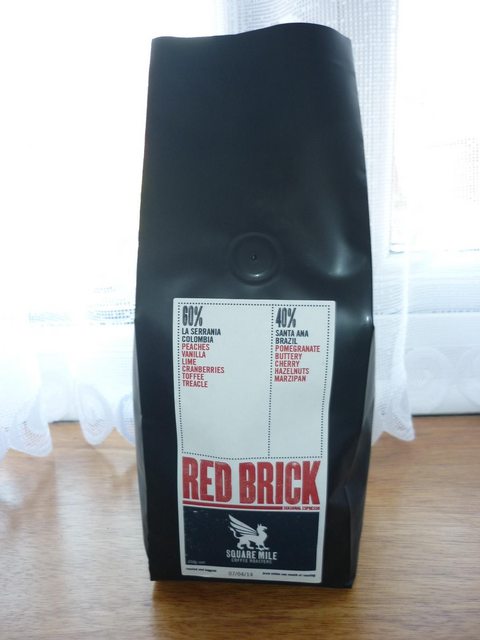 60%
LA SERRANIA
COLOMBIA
PEACHES
VANILLA
LIME
CRANBERRIES
TOFFEE
TREACLE
40%
SANTA ANA
BRAZIL
POMEGRANATE
BUTTERY
CHERRY
HAZELNUTS
MARZIPAN
RED BRICK
SEASONAL ESPRESSO
SQUARE MILE
COFFEE ROASTERS